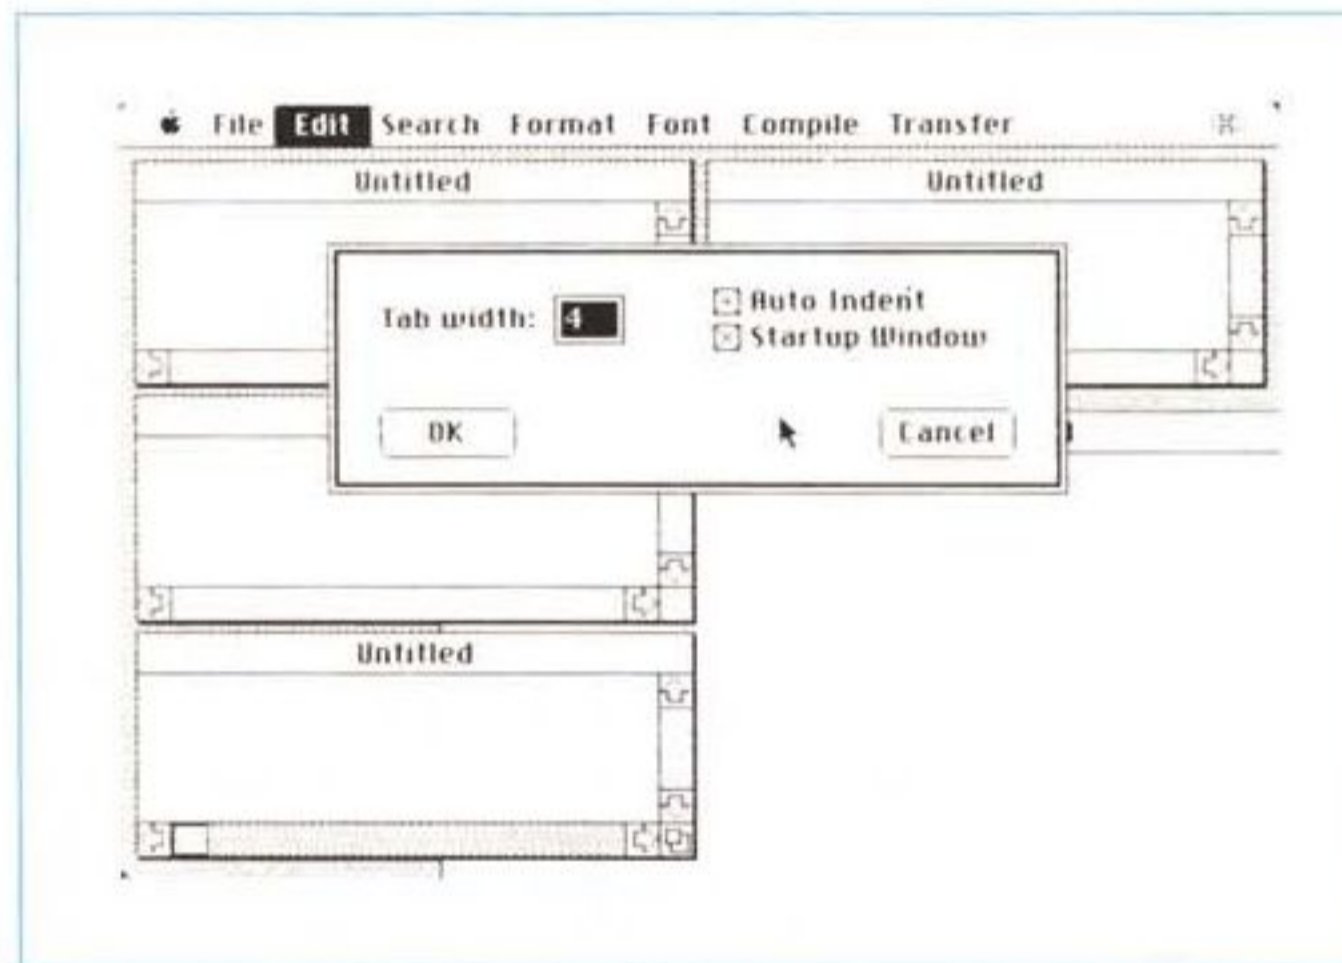 File Edit Search Format Font Compile Transfer
Untitled
Untitled
Tab width: 4
Auto Indent
Startup Window
OK
Cancel
Untitled